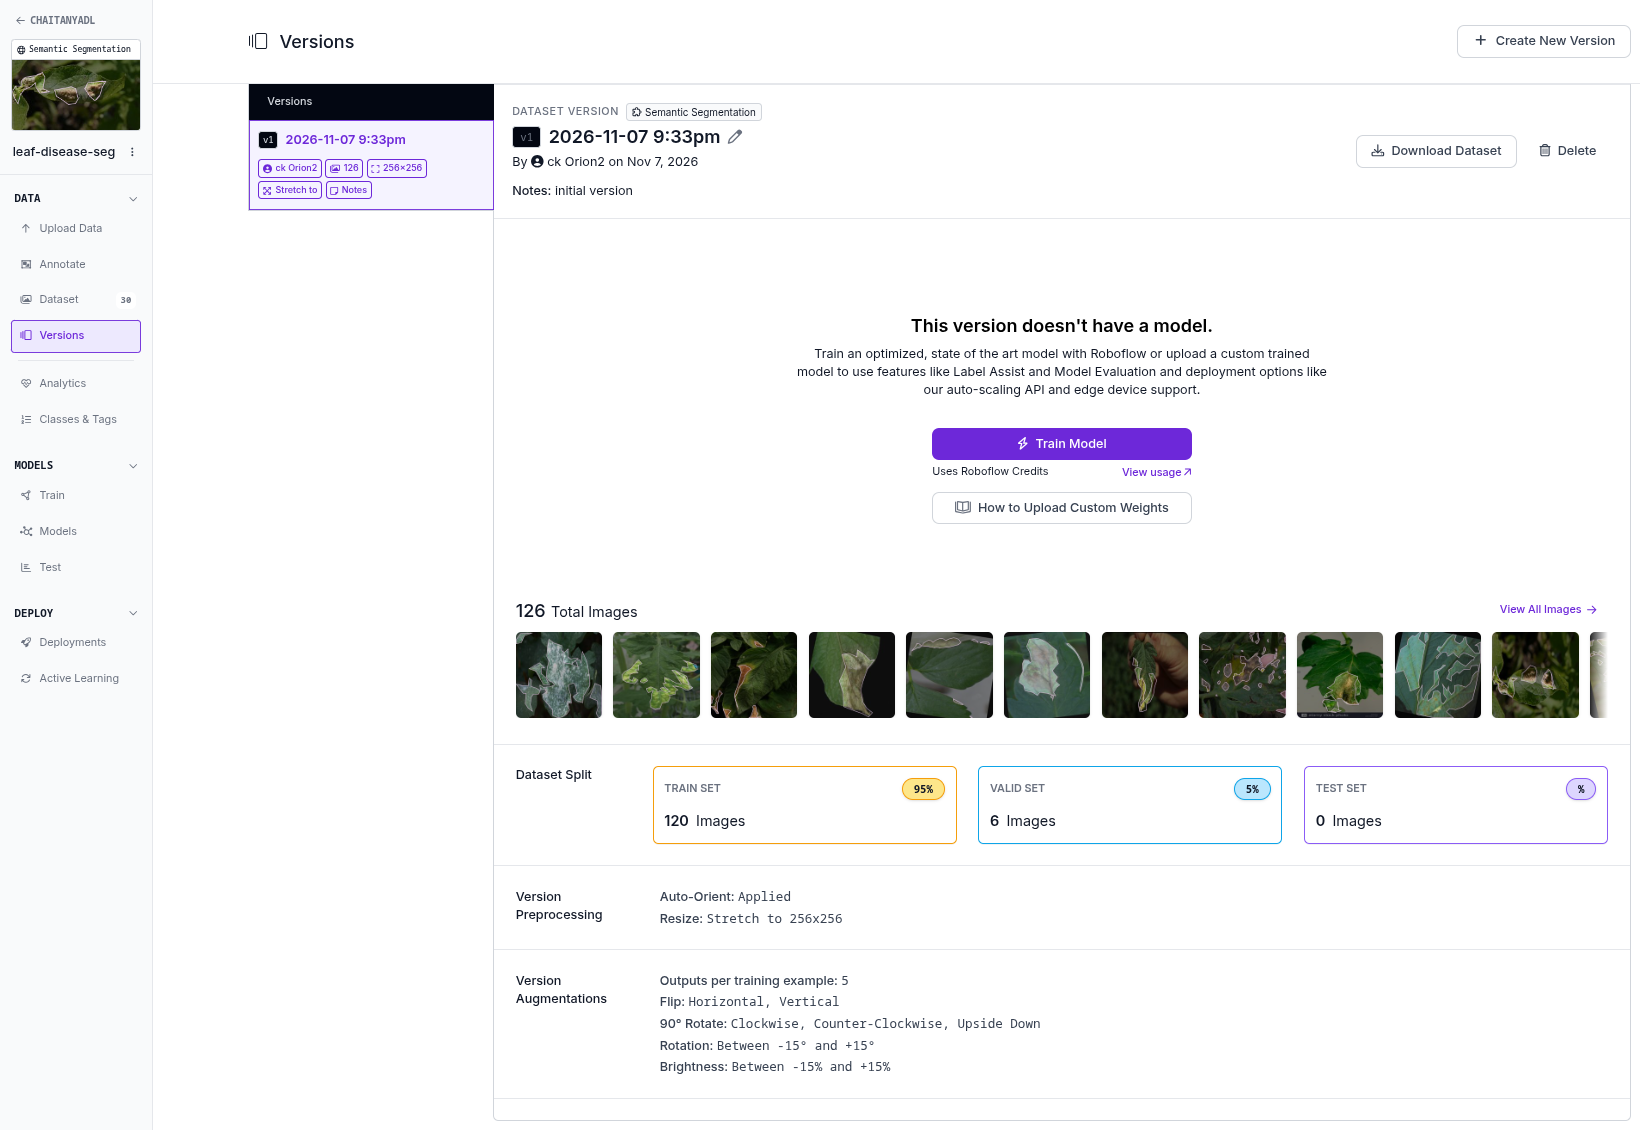 CHAITANYADL
Semantic Segmentation
leaf-disease-seg
DATA
Upload Data
Annotate
Dataset 30
Versions
Analytics
Classes & Tags
MODELS
Train
Models
Test
DEPLOY
Deployments
Active Learning
Versions
Create New Version
Versions
v1 2026-11-07 9:33pm
ck Orion2 126 256×256
Stretch to Notes
DATASET VERSION Semantic Segmentation
v1 2026-11-07 9:33pm
By ck Orion2 on Nov 7, 2026
Notes: initial version
Download Dataset
Delete
This version doesn't have a model.
Train an optimized, state of the art model with Roboflow or upload a custom trained
model to use features like Label Assist and Model Evaluation and deployment options like
our auto-scaling API and edge device support.
Train Model
Uses Roboflow Credits View usage
How to Upload Custom Weights
126 Total Images
View All Images
Dataset Split
TRAIN SET 95%
120 Images
VALID SET 5%
6 Images
TEST SET %
0 Images
Version
Preprocessing
Auto-Orient: Applied
Resize: Stretch to 256x256
Version
Augmentations
Outputs per training example: 5
Flip: Horizontal, Vertical
90° Rotate: Clockwise, Counter-Clockwise, Upside Down
Rotation: Between -15° and +15°
Brightness: Between -15% and +15%